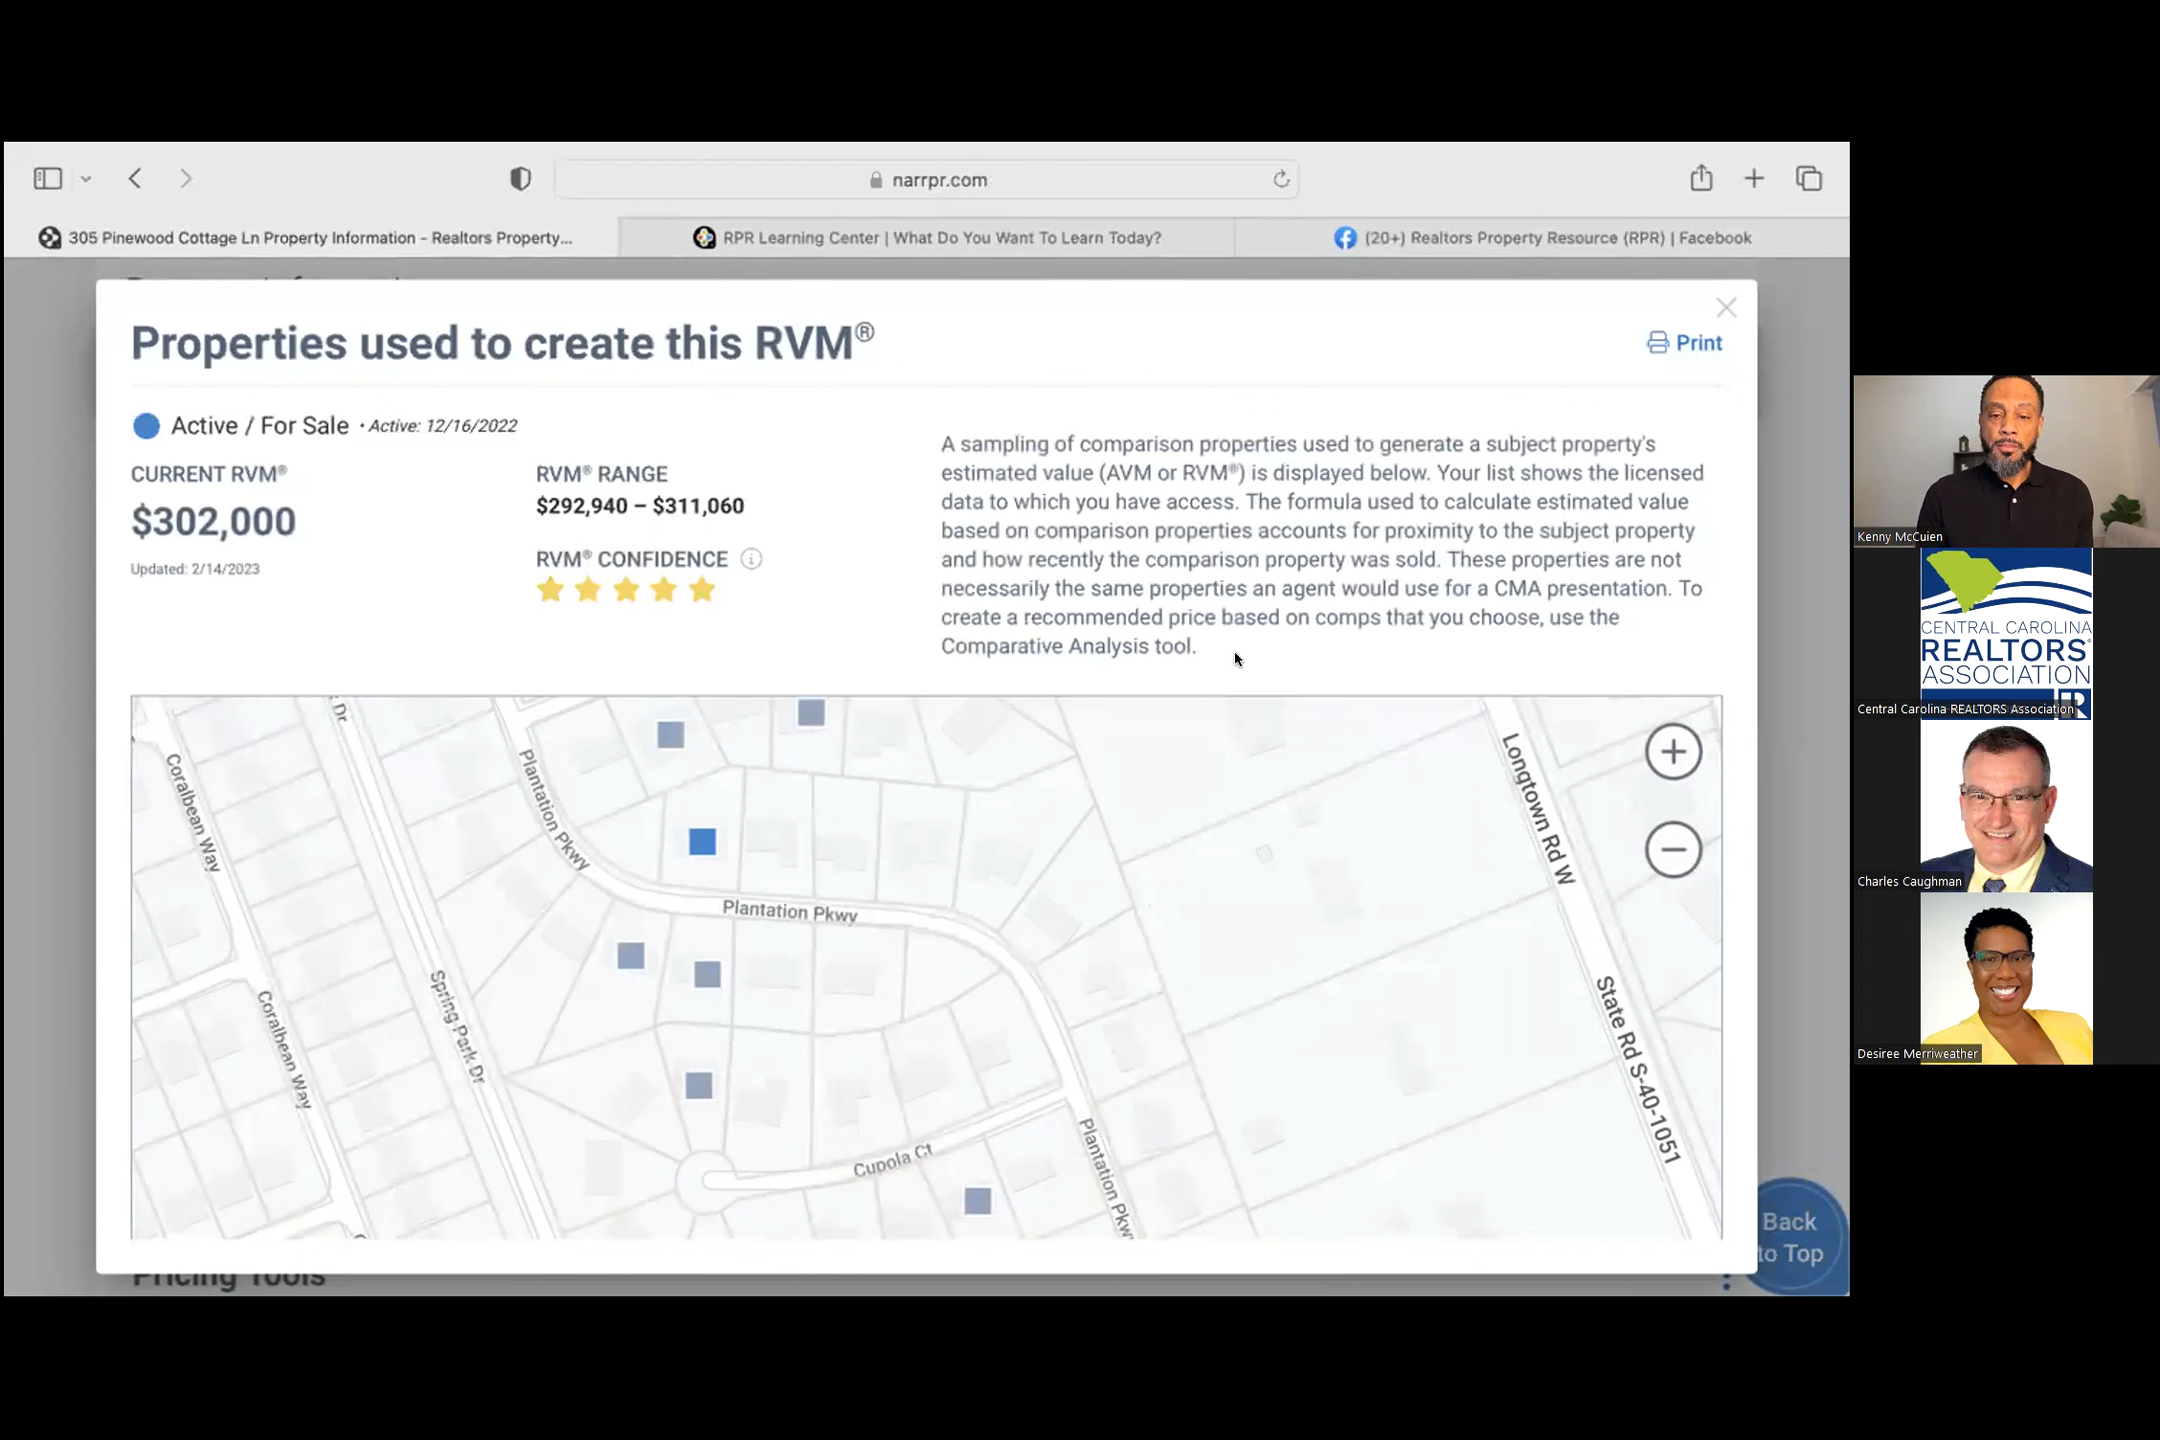 narrpr.com
305 Pinewood Cottage Ln Property Information - Realtors Property...
RPR Learning Center | What Do You Want To Learn Today?
(20+) Realtors Property Resource (RPR) | Facebook
Properties used to create this RVM®
Print
Active / For Sale • Active: 12/16/2022
CURRENT RVM®
$302,000
Updated: 2/14/2023
RVM® RANGE
$292,940 – $311,060
RVM® CONFIDENCE
A sampling of comparison properties used to generate a subject property's
estimated value (AVM or RVM®) is displayed below. Your list shows the licensed
data to which you have access. The formula used to calculate estimated value
based on comparison properties accounts for proximity to the subject property
and how recently the comparison property was sold. These properties are not
necessarily the same properties an agent would use for a CMA presentation. To
create a recommended price based on comps that you choose, use the
Comparative Analysis tool.
Dr
Coralbean Way
Plantation Pkwy
Longtown Rd W
Plantation Pkwy
Spring Park Dr
Coralbean Way
State Rd S-40-1051
Cupola Ct
Plantation Pkwy
Back
to Top
Pricing Tools
Kenny McCuien
CENTRAL CAROLINA
REALTORS®
ASSOCIATION
Central Carolina REALTORS Association
Charles Caughman
Desiree Merriweather